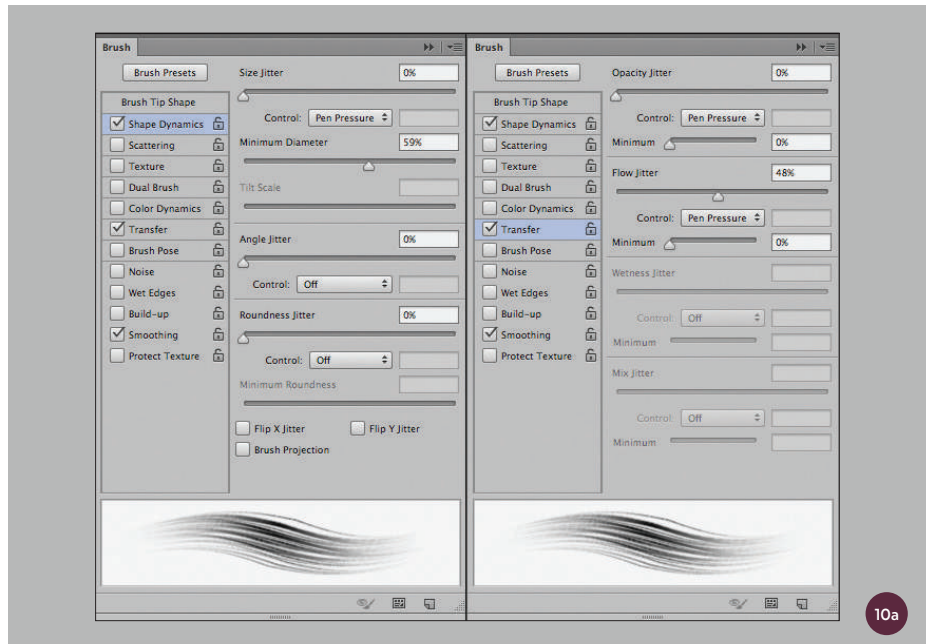 Brush
Brush Presets
Brush Tip Shape
Shape Dynamics
Scattering
Texture
Dual Brush
Color Dynamics
Transfer
Brush Pose
Noise
Wet Edges
Build-up
Smoothing
Protect Texture
Size Jitter 0%
Control: Pen Pressure
Minimum Diameter 59%
Tilt Scale
Angle Jitter 0%
Control: Off
Roundness Jitter 0%
Control: Off
Minimum Roundness
Flip X Jitter Flip Y Jitter
Brush Projection
Brush
Brush Presets
Brush Tip Shape
Shape Dynamics
Scattering
Texture
Dual Brush
Color Dynamics
Transfer
Brush Pose
Noise
Wet Edges
Build-up
Smoothing
Protect Texture
Opacity Jitter 0%
Control: Pen Pressure
Minimum 0%
Flow Jitter 48%
Control: Pen Pressure
Minimum 0%
Wetness Jitter
Control: Off
Minimum
Mix Jitter
Control: Off
Minimum
10a